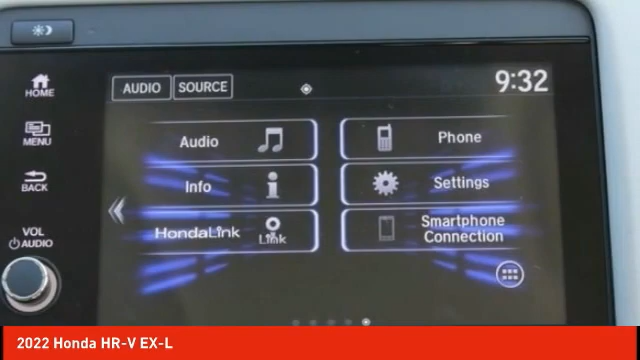 HOME
MENU
BACK
VOL
AUDIO
AUDIO SOURCE
9:32
Audio
Phone
Info
Settings
HondaLink
Link
Smartphone
Connection
2022 Honda HR-V EX-L